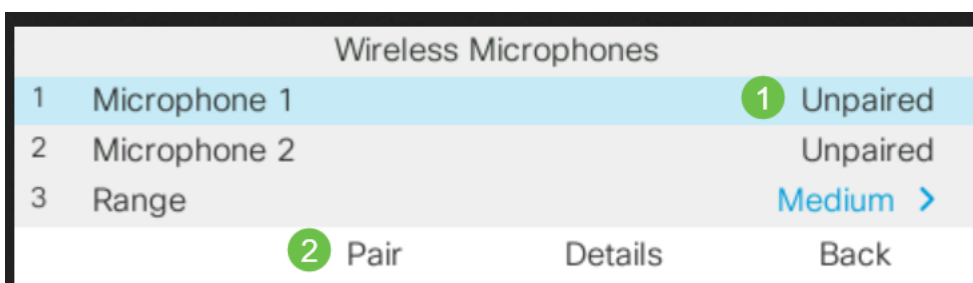 Wireless Microphones
1 Microphone 1 1 Unpaired
2 Microphone 2 Unpaired
3 Range Medium >
2 Pair Details Back